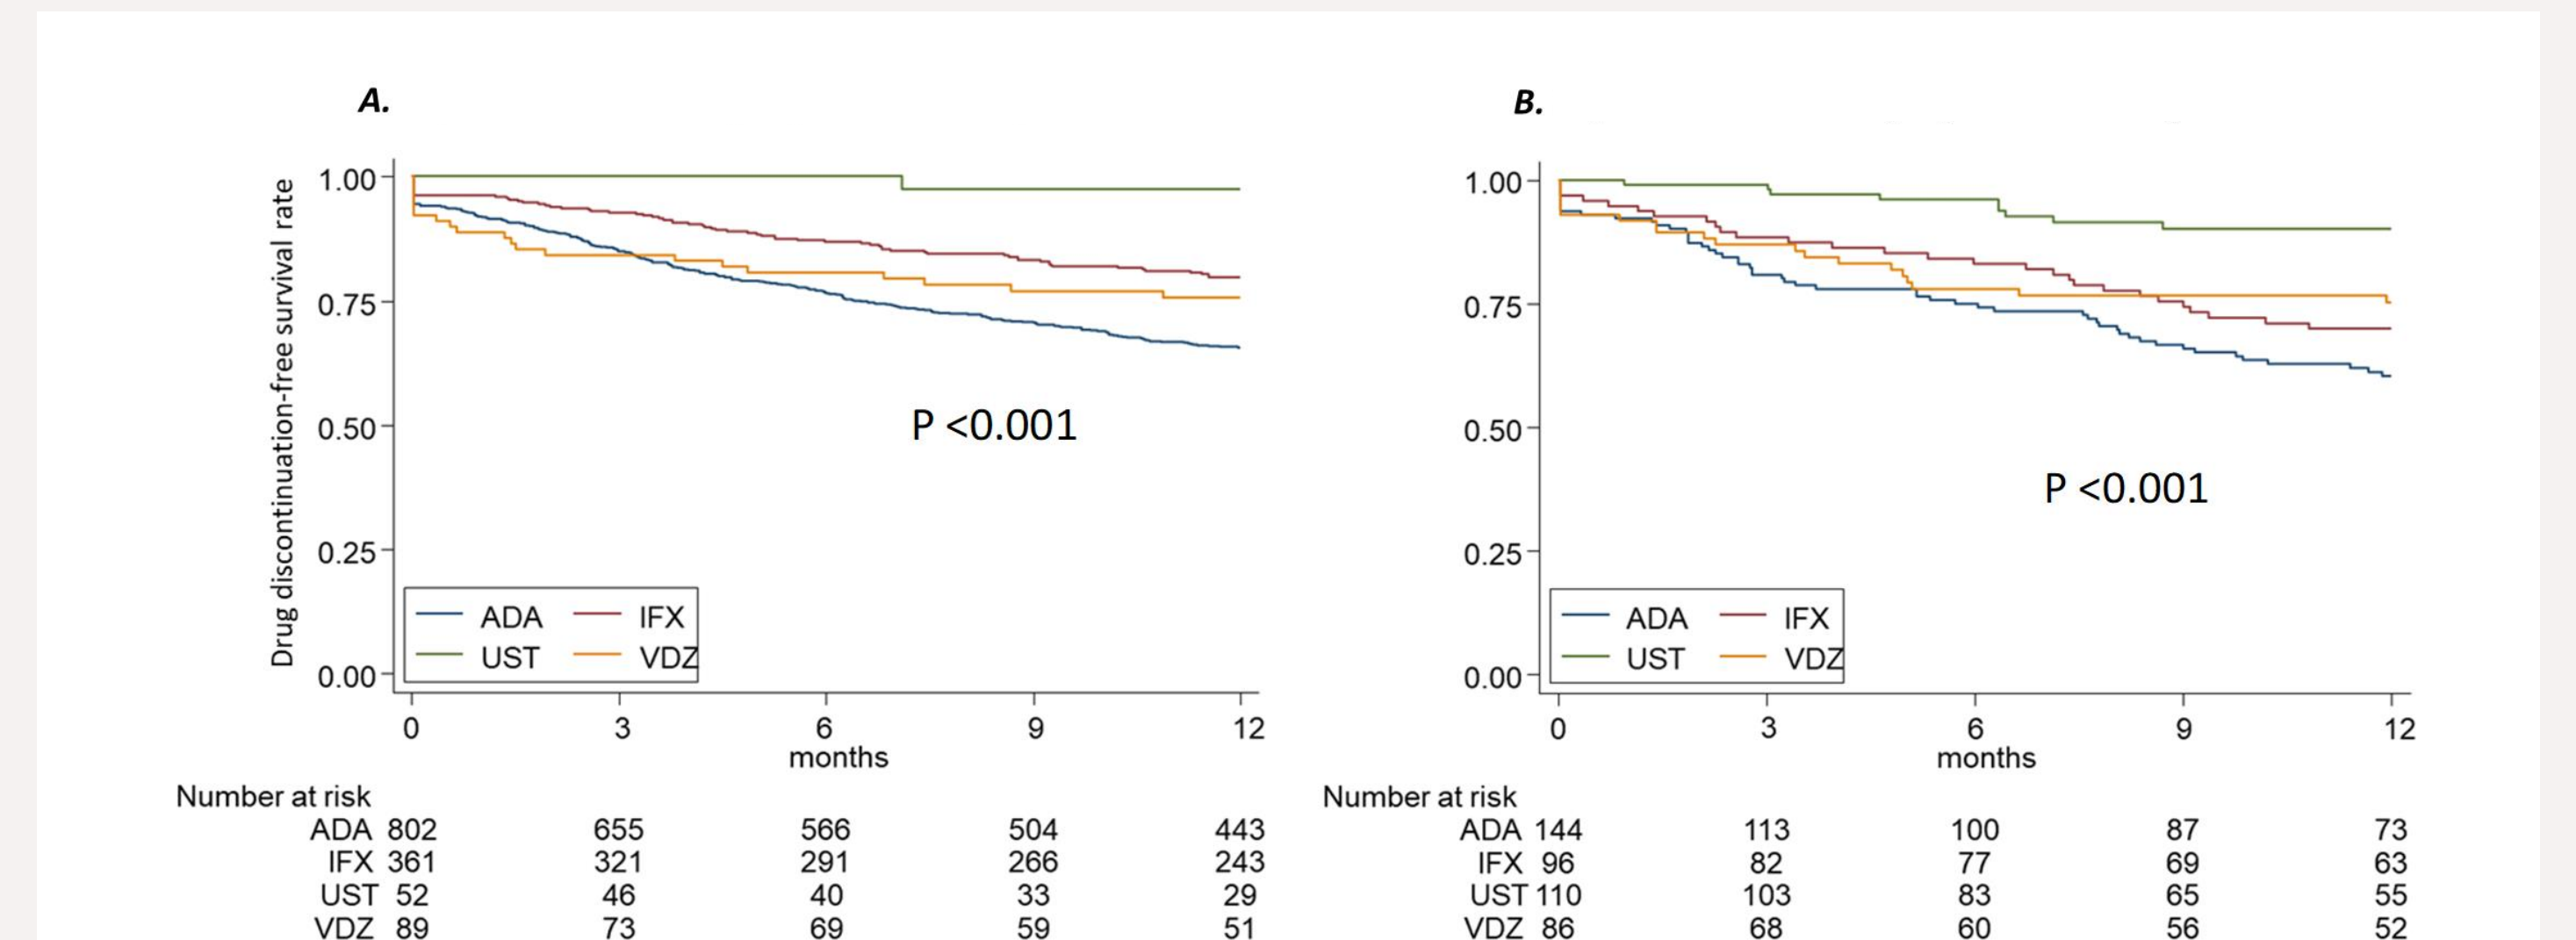 A.
Drug discontinuation-free survival rate
1.00
0.75
0.50
0.25
0.00
P <0.001
ADA IFX
UST VDZ
0 3 6 9 12
months
Number at risk
ADA 802 655 566 504 443
IFX 361 321 291 266 243
UST 52 46 40 33 29
VDZ 89 73 69 59 51
B.
1.00
0.75
0.50
0.25
0.00
P <0.001
ADA IFX
UST VDZ
0 3 6 9 12
months
Number at risk
ADA 144 113 100 87 73
IFX 96 82 77 69 63
UST 110 103 83 65 55
VDZ 86 68 60 56 52